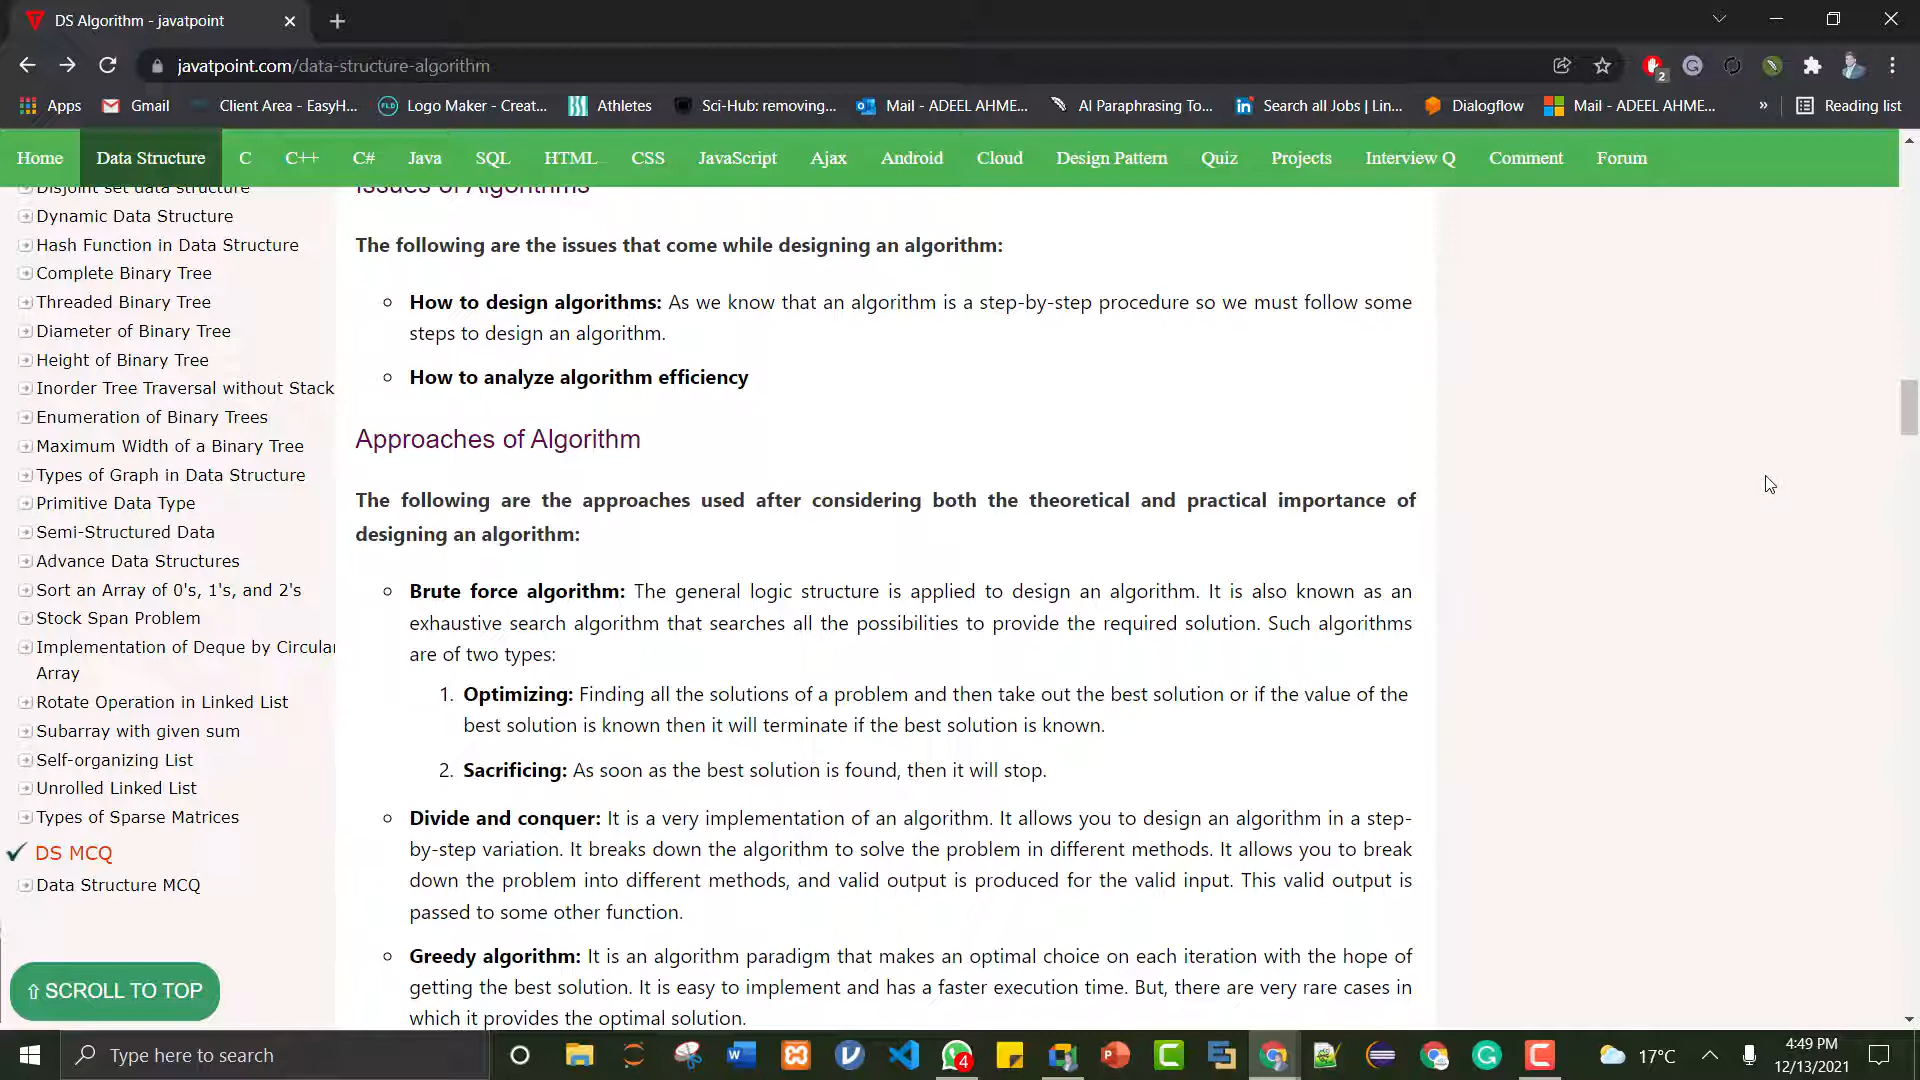 DS Algorithm - javatpoint
javatpoint.com/data-structure-algorithm
2
Apps
Gmail
Client Area - EasyH...
Logo Maker - Creat...
Athletes
Sci-Hub: removing...
Mail - ADEEL AHME...
AI Paraphrasing To...
Search all Jobs | Lin...
Dialogflow
Mail - ADEEL AHME...
»
Reading list
Home
Data Structure
C
C++
C#
Java
SQL
HTML
CSS
JavaScript
Ajax
Android
Cloud
Design Pattern
Quiz
Projects
Interview Q
Comment
Forum
Disjoint set data structure
Dynamic Data Structure
Hash Function in Data Structure
Complete Binary Tree
Threaded Binary Tree
Diameter of Binary Tree
Height of Binary Tree
Inorder Tree Traversal without Stack
Enumeration of Binary Trees
Maximum Width of a Binary Tree
Types of Graph in Data Structure
Primitive Data Type
Semi-Structured Data
Advance Data Structures
Sort an Array of 0's, 1's, and 2's
Stock Span Problem
Implementation of Deque by Circular
Array
Rotate Operation in Linked List
Subarray with given sum
Self-organizing List
Unrolled Linked List
Types of Sparse Matrices
DS MCQ
Data Structure MCQ
⇧ SCROLL TO TOP
Issues of Algorithms
The following are the issues that come while designing an algorithm:
How to design algorithms: As we know that an algorithm is a step-by-step procedure so we must follow some
steps to design an algorithm.
How to analyze algorithm efficiency
Approaches of Algorithm
The following are the approaches used after considering both the theoretical and practical importance of
designing an algorithm:
Brute force algorithm: The general logic structure is applied to design an algorithm. It is also known as an
exhaustive search algorithm that searches all the possibilities to provide the required solution. Such algorithms
are of two types:
1. Optimizing: Finding all the solutions of a problem and then take out the best solution or if the value of the
best solution is known then it will terminate if the best solution is known.
2. Sacrificing: As soon as the best solution is found, then it will stop.
Divide and conquer: It is a very implementation of an algorithm. It allows you to design an algorithm in a step-
by-step variation. It breaks down the algorithm to solve the problem in different methods. It allows you to break
down the problem into different methods, and valid output is produced for the valid input. This valid output is
passed to some other function.
Greedy algorithm: It is an algorithm paradigm that makes an optimal choice on each iteration with the hope of
getting the best solution. It is easy to implement and has a faster execution time. But, there are very rare cases in
which it provides the optimal solution.
Type here to search
4
17°C
4:49 PM
12/13/2021